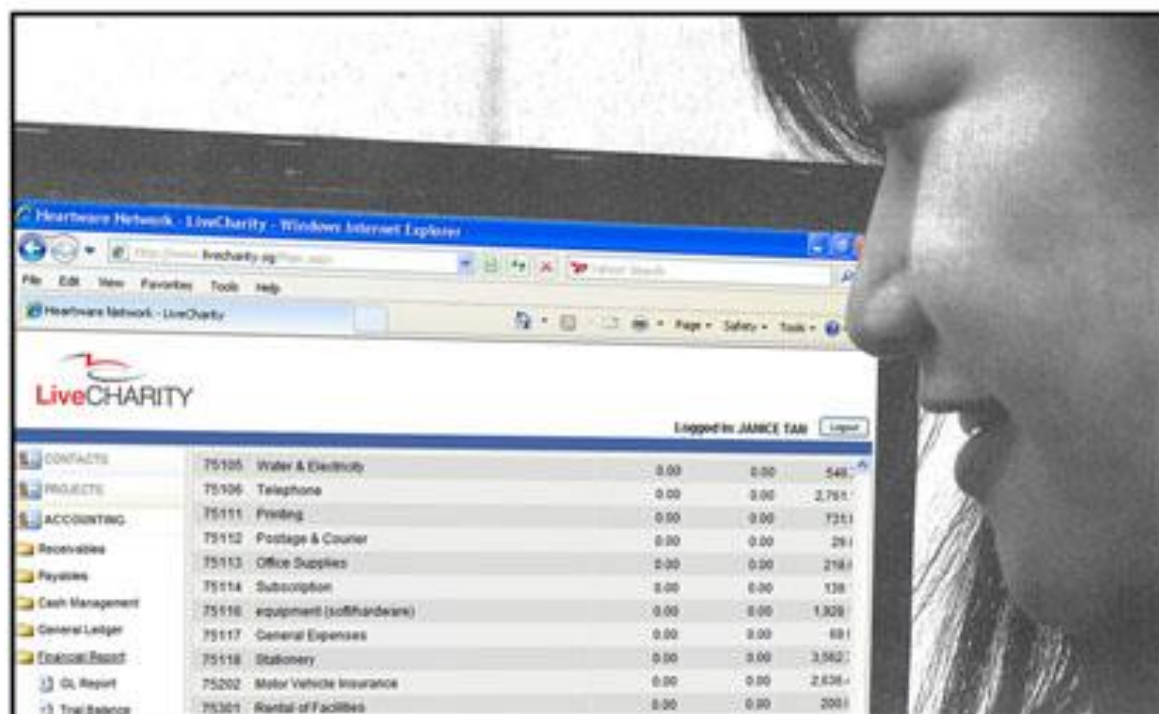 Heartware Network - LiveCharity - Windows Internet Explorer
livecharity.sg
File Edit View Favorites Tools Help
Heartware Network - LiveCharity
Page Safety Tools
LiveCHARITY
Logged in: JANICE TAN Logout
CONTACTS
PROJECTS
ACCOUNTING
Receivables
Payables
Cash Management
General Ledger
Financial Report
GL Report
Trial Balance
75105 Water & Electricity 0.00 0.00
75106 Telephone 0.00 0.00
75111 Printing 0.00 0.00
75112 Postage & Courier 0.00 0.00
75113 Office Supplies 0.00 0.00
75114 Subscription 0.00 0.00
75116 equipment (soft/hardware) 0.00 0.00
75117 General Expenses 0.00 0.00
75118 Stationery 0.00 0.00
75202 Motor Vehicle Insurance 0.00 0.00
75301 Rental of Facilities 0.00 0.00